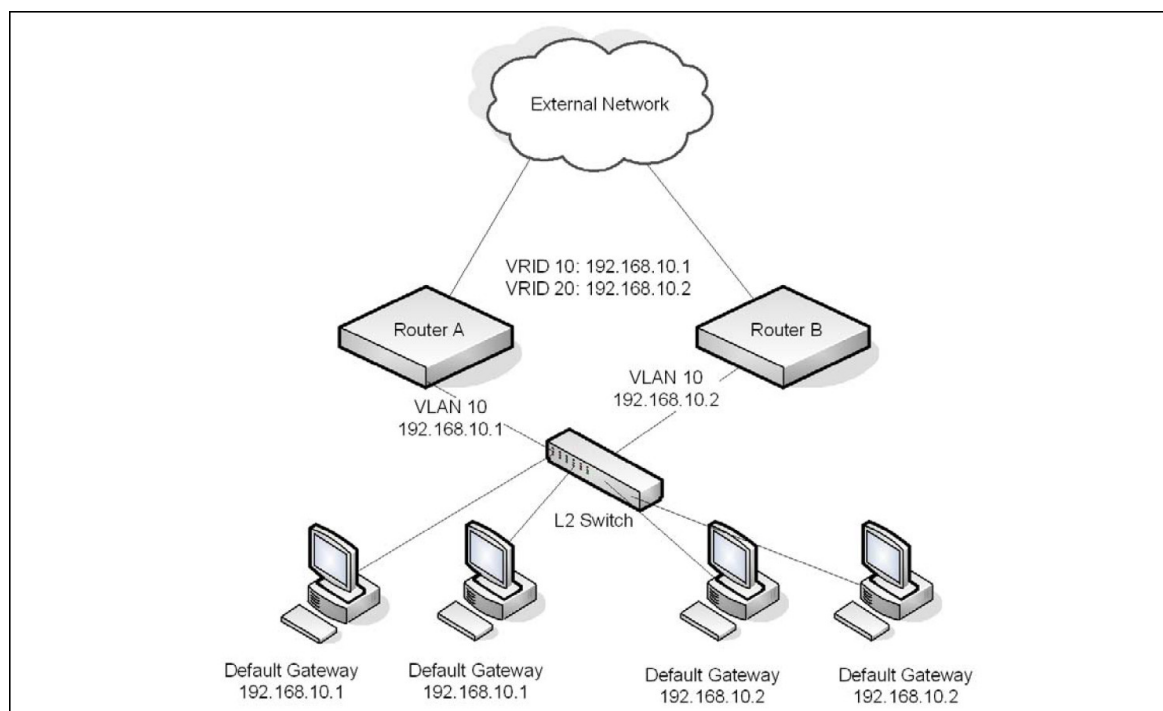 External Network
VRID 10: 192.168.10.1
VRID 20: 192.168.10.2
Router A
Router B
VLAN 10
192.168.10.1
VLAN 10
192.168.10.2
L2 Switch
Default Gateway
192.168.10.1
Default Gateway
192.168.10.1
Default Gateway
192.168.10.2
Default Gateway
192.168.10.2